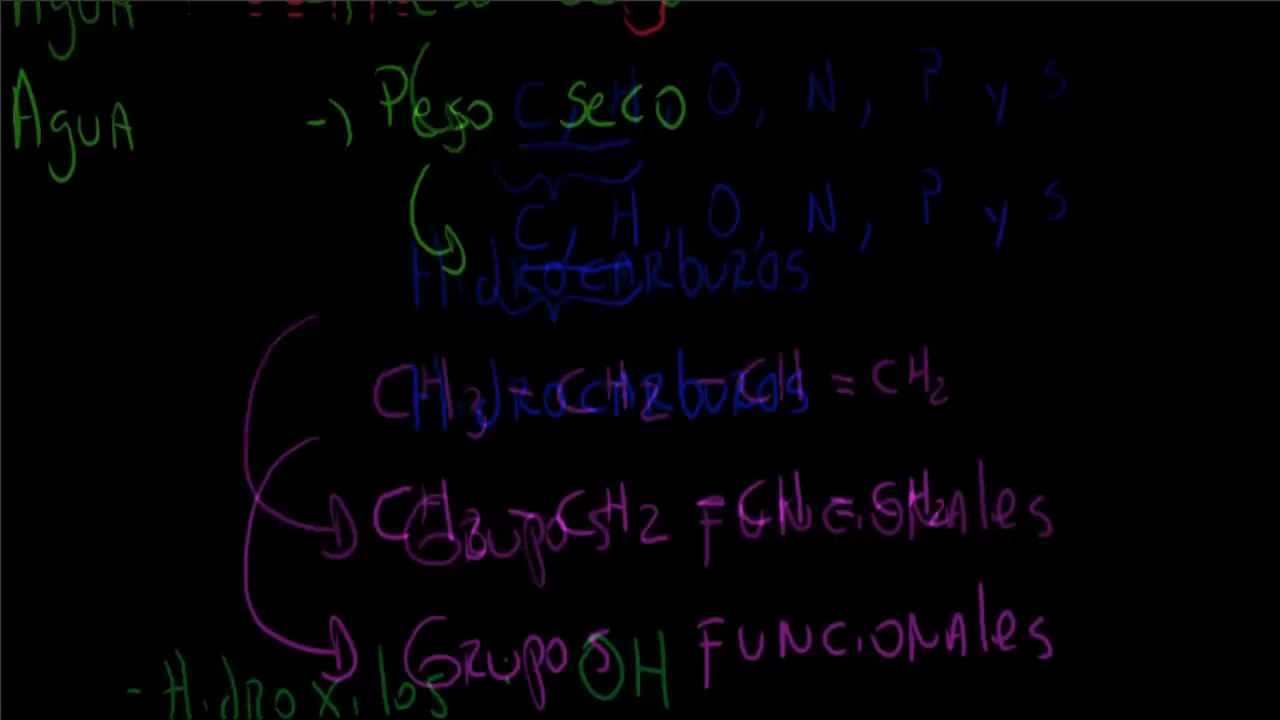 Agua
Agua -) Peso seco
C, H, O, N, P y S
C, H, O, N, P y S
Hidrocarburos
CH3 - CH2 - CH = CH2
Hidrocarburos
CH3 - CH2 - CH = CH2
Grupos Funcionales
Grupos Funcionales
- Hidroxilos OH